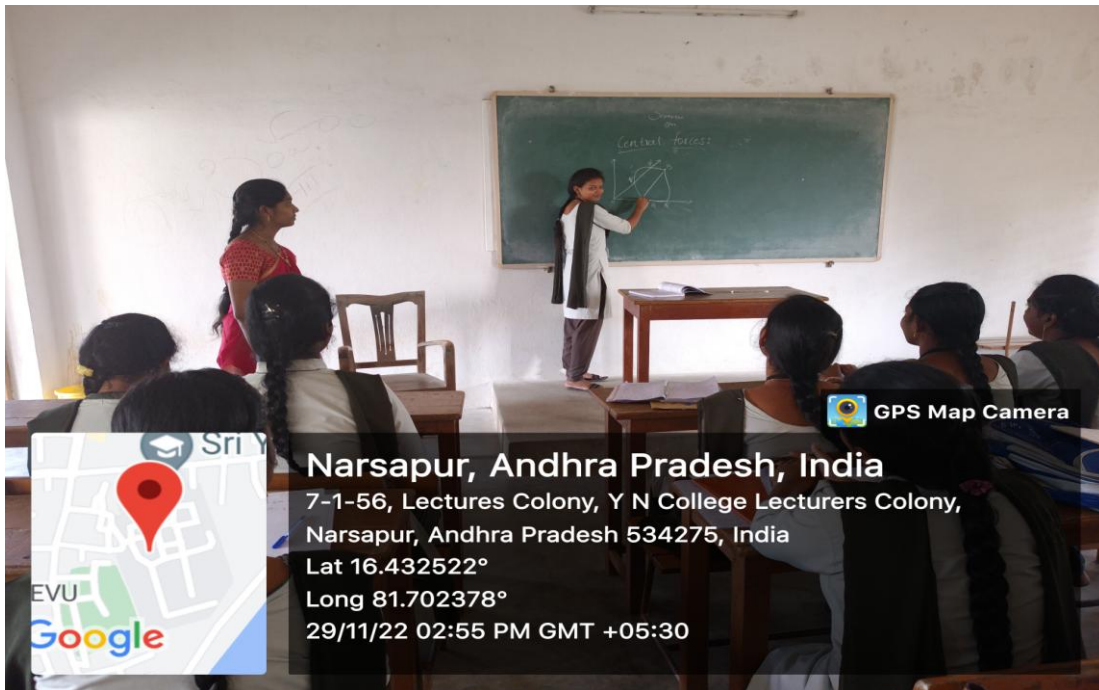 Seminar
on
Central forces:
GPS Map Camera
Sri Y
EVU
Google
Narsapur, Andhra Pradesh, India
7-1-56, Lectures Colony, Y N College Lecturers Colony,
Narsapur, Andhra Pradesh 534275, India
Lat 16.432522°
Long 81.702378°
29/11/22 02:55 PM GMT +05:30